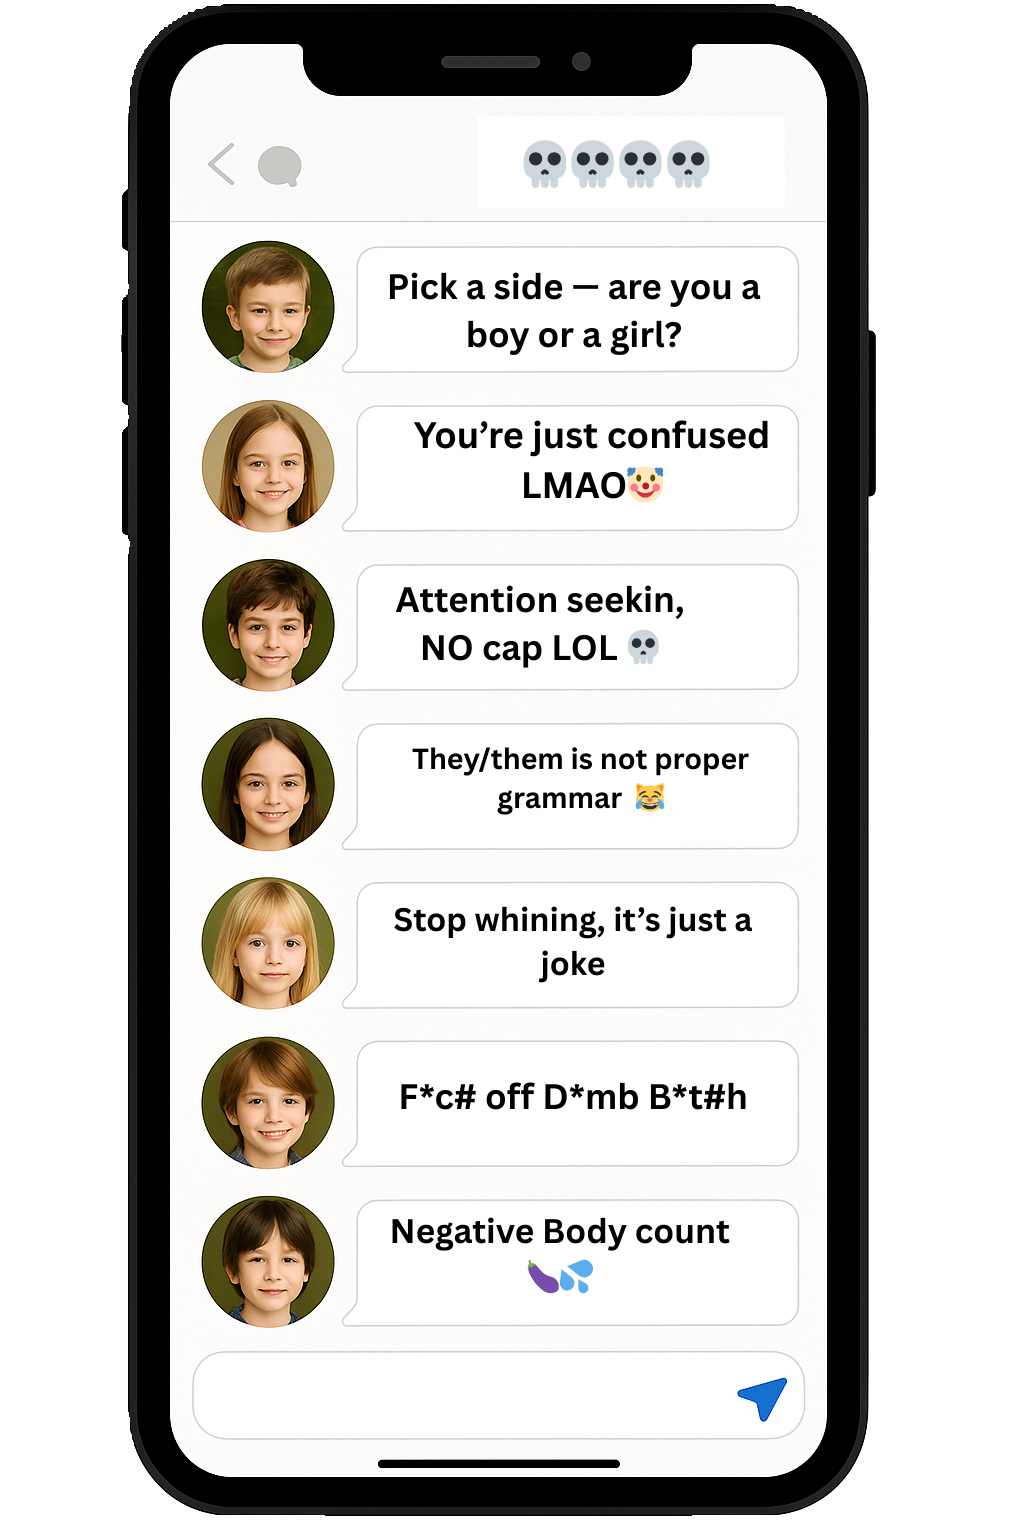 💀💀💀💀
Pick a side — are you a
boy or a girl?
You’re just confused
LMAO🤡
Attention seekin,
NO cap LOL 💀
They/them is not proper
grammar 😹
Stop whining, it’s just a
joke
F*c# off D*mb B*t#h
Negative Body count
🍆💦